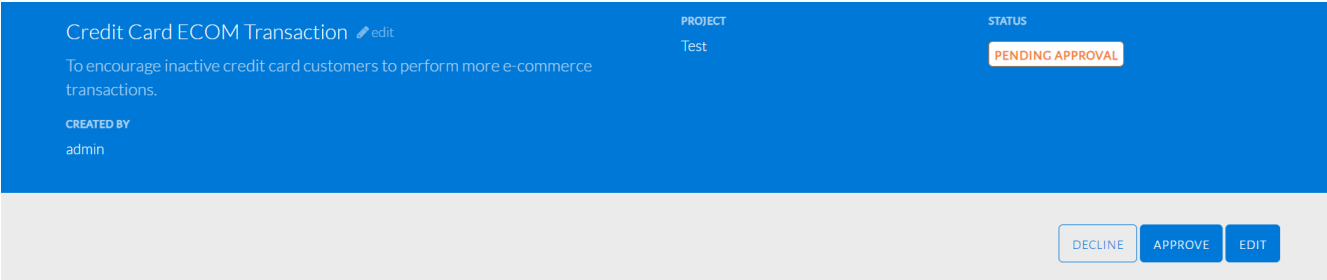 Credit Card ECOM Transaction edit
To encourage inactive credit card customers to perform more e-commerce
transactions.
CREATED BY
admin
PROJECT
Test
STATUS
PENDING APPROVAL
DECLINE
APPROVE
EDIT